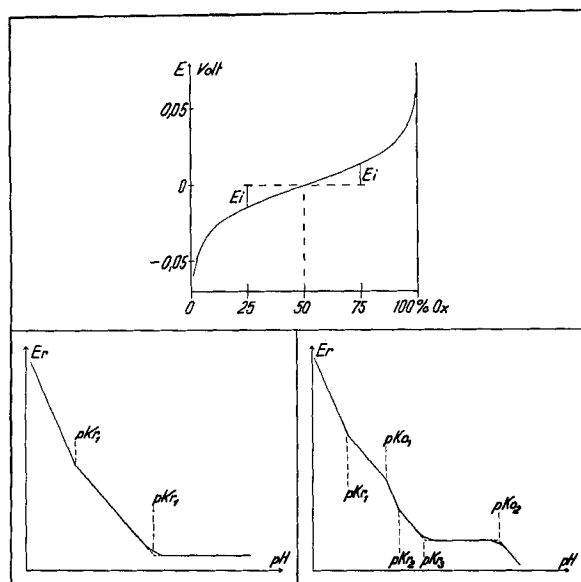 E Volt
0,05
Ei
0
Ei
-0,05
0 25 50 75 100% Ox
Er
pKr₁
pKr₁
pH
Er
pKo₁
pKr₁
pKo₂
pKr₂
pKr₃
pH